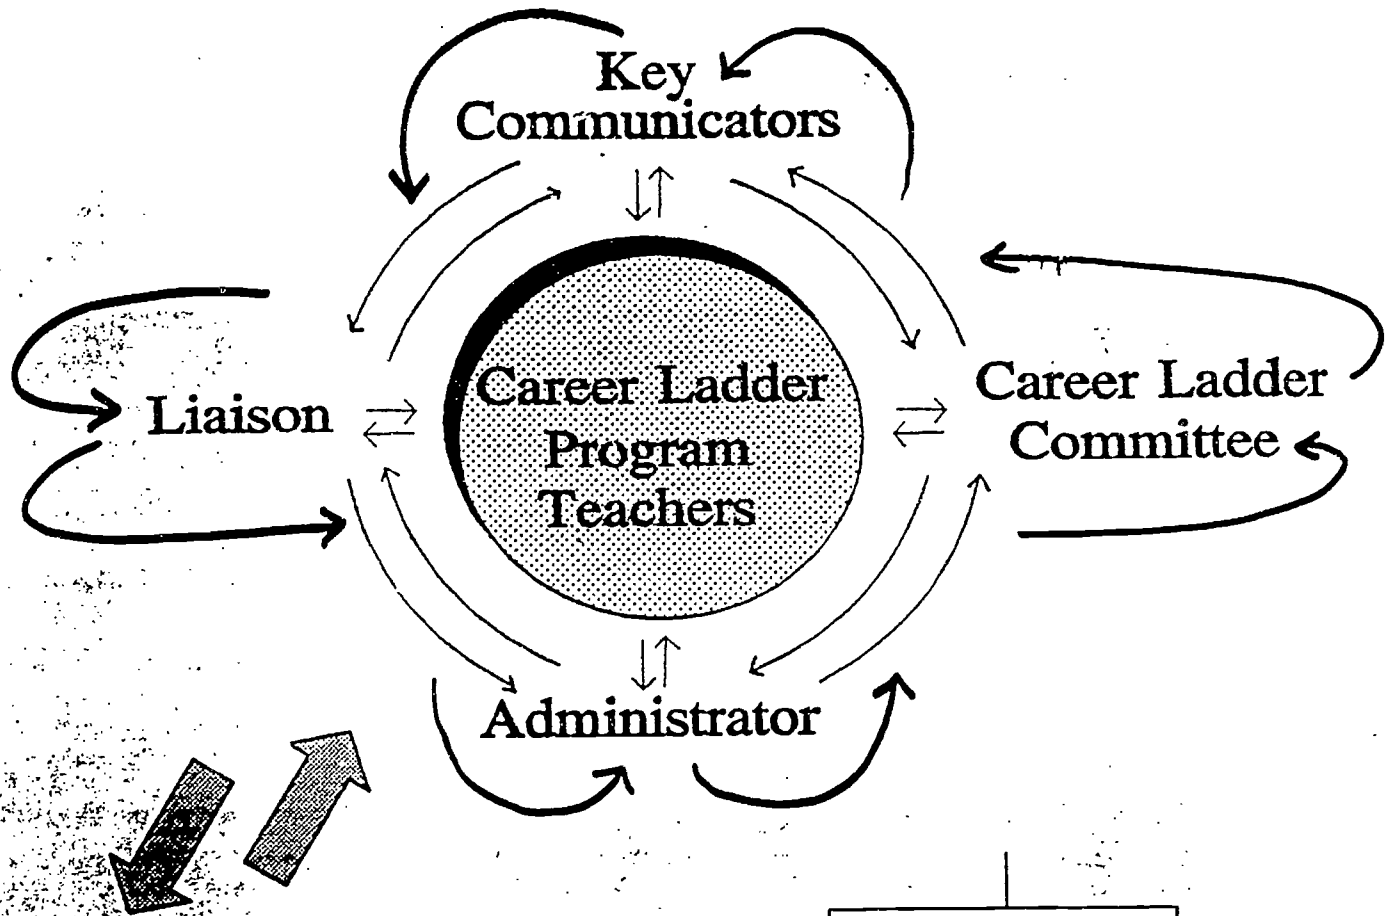 Key
Communicators
Liaison
Career Ladder
Program
Teachers
Career Ladder
Committee
Administrator